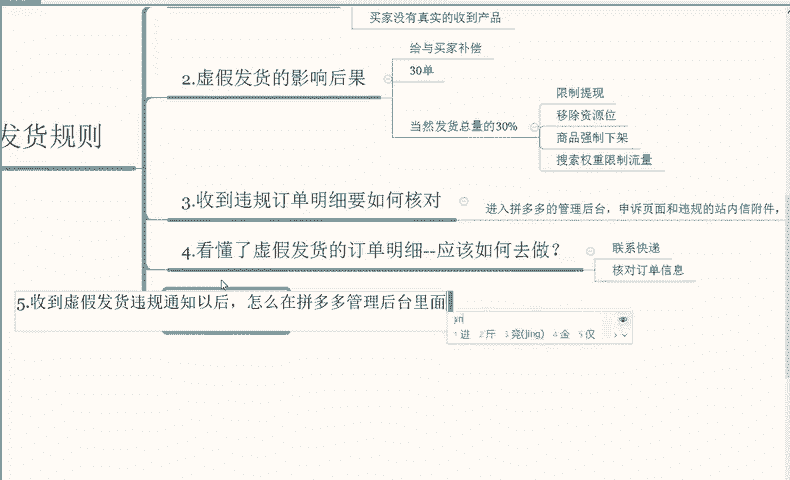 买家没有真实的收到产品
给与买家补偿
2.虚假发货的影响后果
30单
限制提现
移除资源位
当然发货总量的30%
商品强制下架
发货规则
搜索权重限制流量
3.收到违规订单明细要如何核对
进入拼多多的管理后台，申诉页面和违规的站内信附件，
4.看懂了虚假发货的订单明细--应该如何去做？
联系快递
核对订单信息
5.收到虚假发货违规通知以后，怎么在拼多多管理后台里面
1进 2斤 3竞(jìng) 4金 5仅